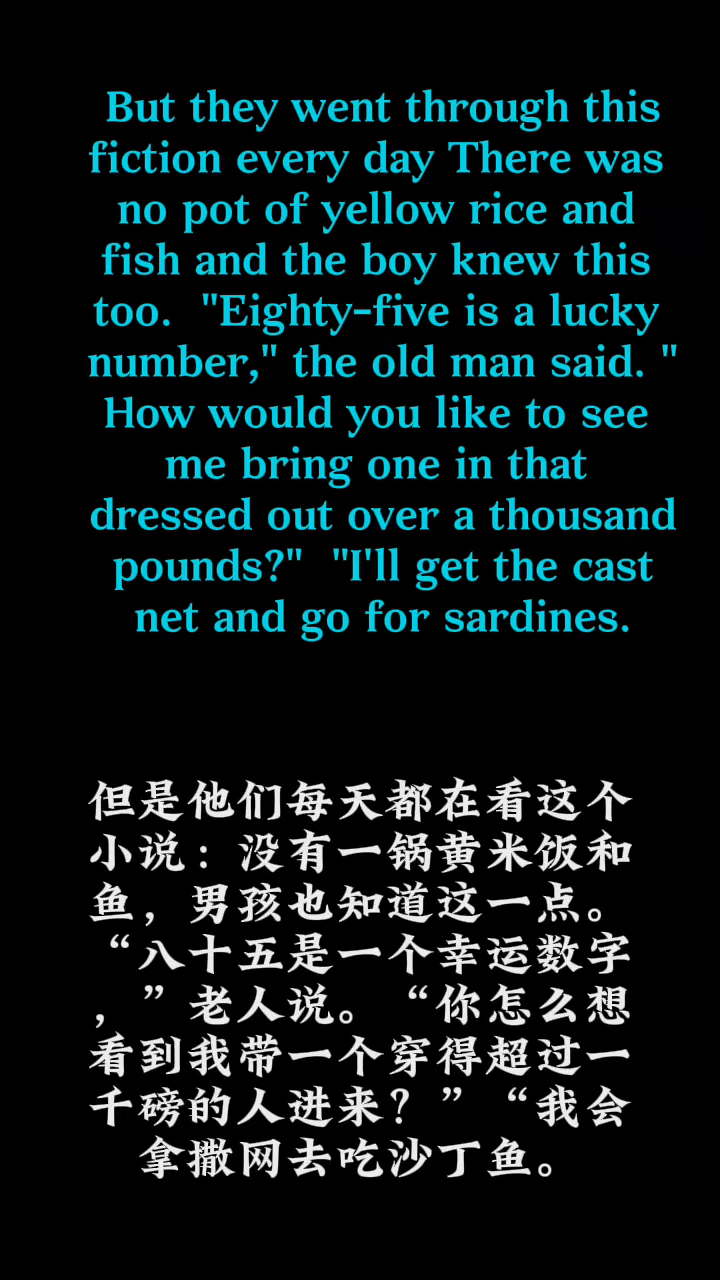 But they went through this
fiction every day There was
no pot of yellow rice and
fish and the boy knew this
too.  "Eighty-five is a lucky
number," the old man said. "
How would you like to see
me bring one in that
dressed out over a thousand
pounds?"  "I'll get the cast
net and go for sardines.
但是他们每天都在看这个
小说：没有一锅黄米饭和
鱼，男孩也知道这一点。
“八十五是一个幸运数字
，”老人说。“你怎么想
看到我带一个穿得超过一
千磅的人进来？”“我会
拿撒网去吃沙丁鱼。